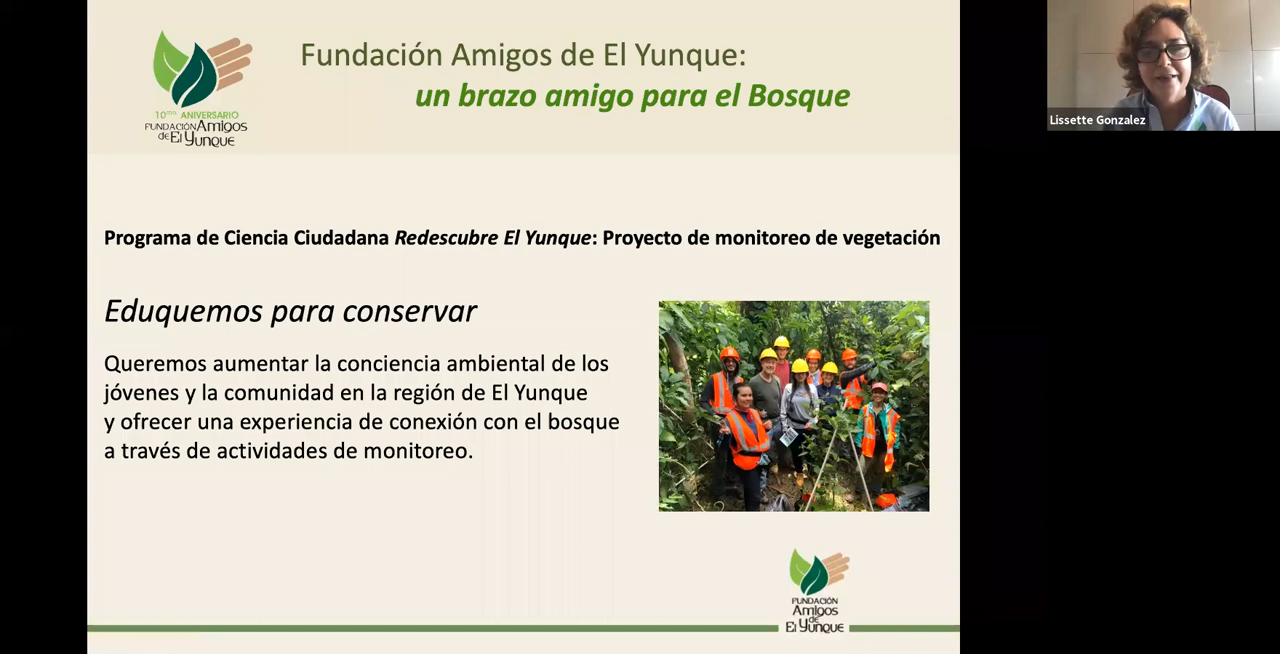 Fundación Amigos de El Yunque:
un brazo amigo para el Bosque
10mo. ANIVERSARIO
FUNDACIÓN Amigos
de El Yunque
Lissette Gonzalez
Programa de Ciencia Ciudadana Redescubre El Yunque: Proyecto de monitoreo de vegetación
Eduquemos para conservar
Queremos aumentar la conciencia ambiental de los
jóvenes y la comunidad en la región de El Yunque
y ofrecer una experiencia de conexión con el bosque
a través de actividades de monitoreo.
FUNDACIÓN
Amigos
de
El Yunque